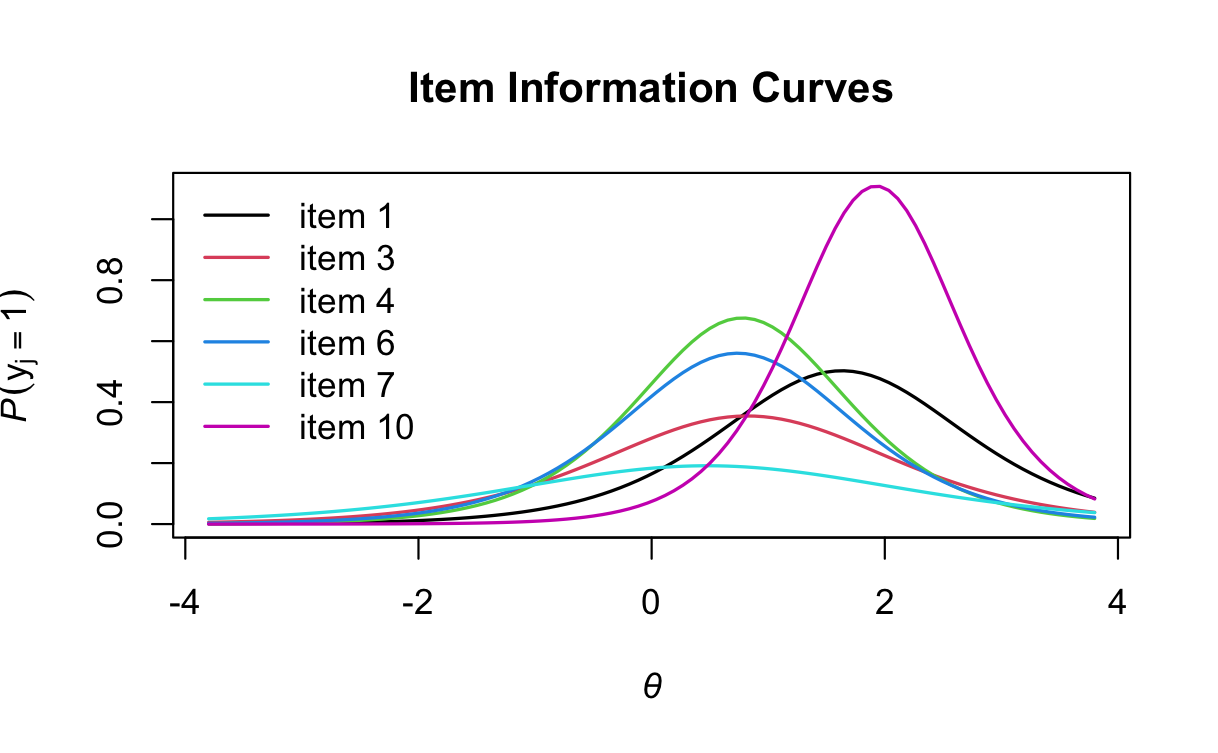 Item Information Curves
item 1
item 3
item 4
item 6
item 7
item 10
P(yj = 1)
0.8
0.4
0.0
-4 -2 0 2 4
θ